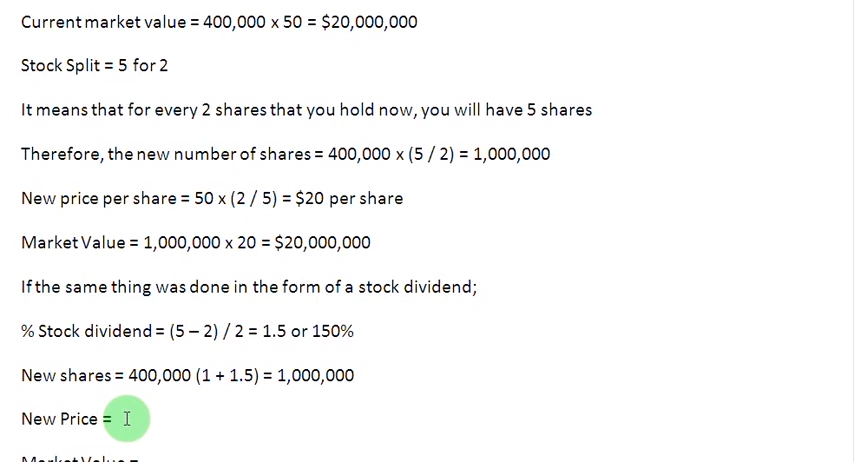 Current market value = 400,000 x 50 = $20,000,000
Stock Split = 5 for 2
It means that for every 2 shares that you hold now, you will have 5 shares
Therefore, the new number of shares = 400,000 x (5 / 2) = 1,000,000
New price per share = 50 x (2 / 5) = $20 per share
Market Value = 1,000,000 x 20 = $20,000,000
If the same thing was done in the form of a stock dividend;
% Stock dividend = (5 – 2) / 2 = 1.5 or 150%
New shares = 400,000 (1 + 1.5) = 1,000,000
New Price =
Market Value =